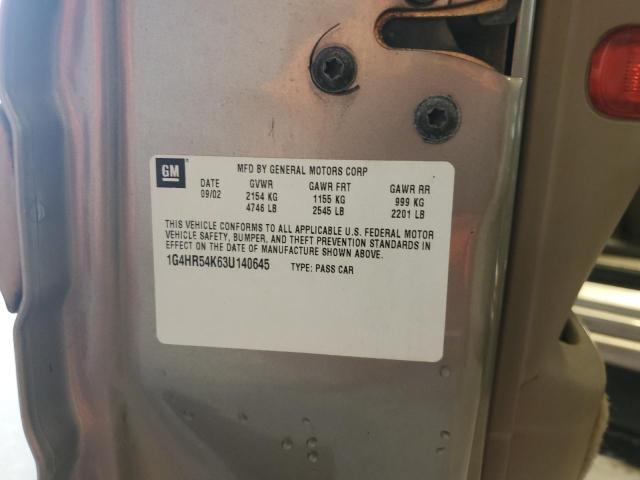 GM
MFD BY GENERAL MOTORS CORP
DATE GVWR GAWR FRT GAWR RR
09/02 2154 KG 1155 KG 999 KG
4746 LB 2545 LB 2201 LB
THIS VEHICLE CONFORMS TO ALL APPLICABLE U.S. FEDERAL MOTOR
VEHICLE SAFETY, BUMPER, AND THEFT PREVENTION STANDARDS IN
EFFECT ON THE DATE OF MANUFACTURE SHOWN ABOVE.
1G4HR54K63U140645 TYPE: PASS CAR